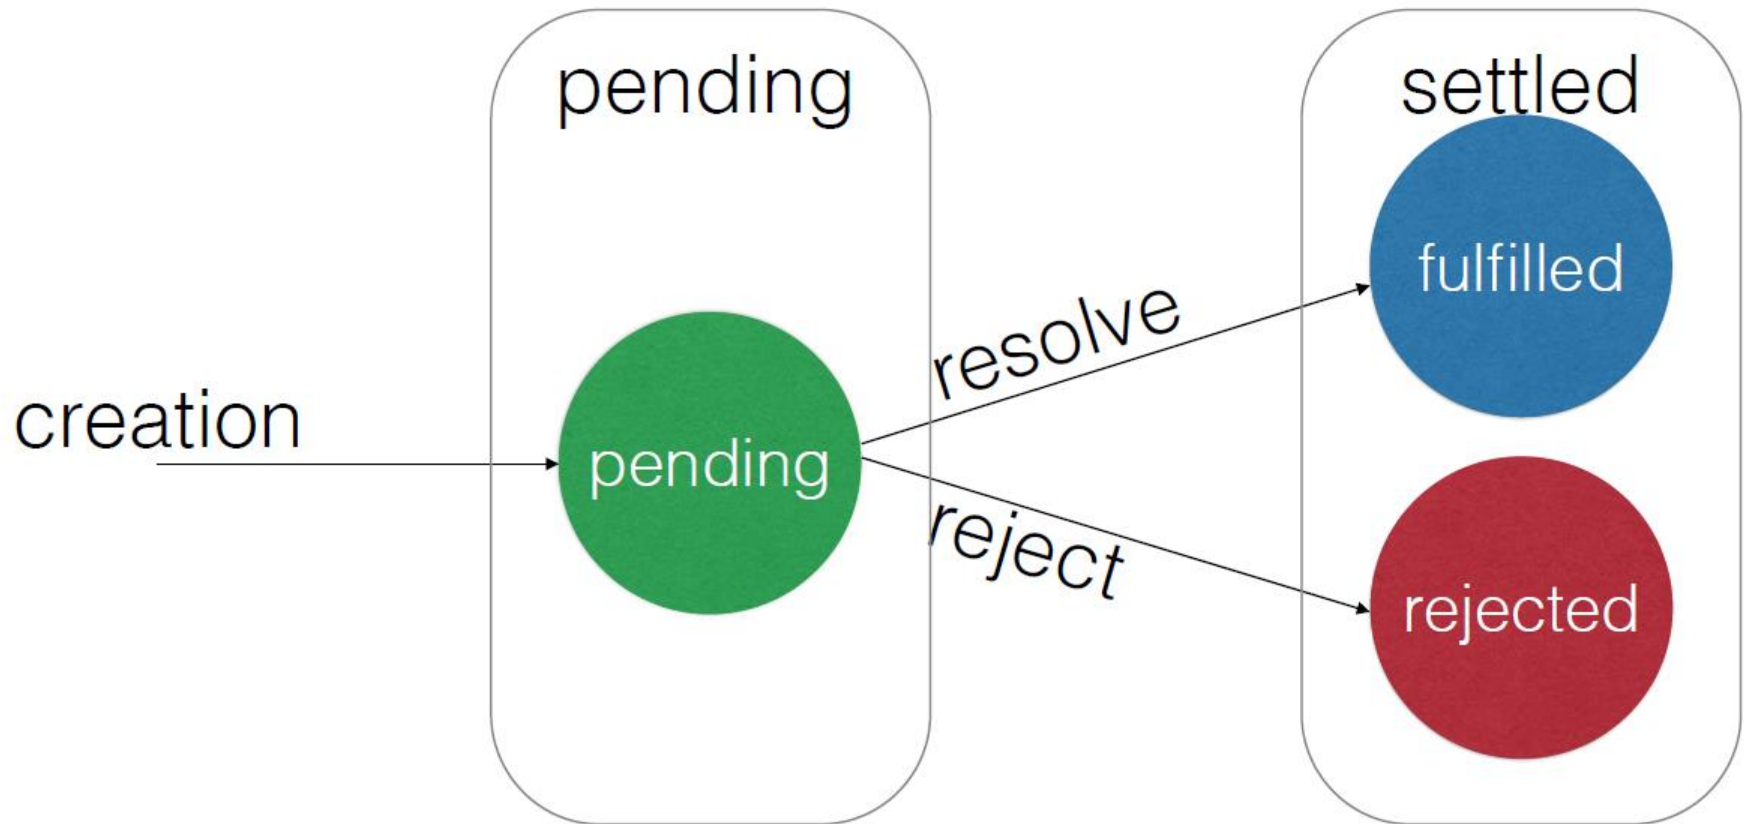 pending
settled
fulfilled
resolve
creation
pending
reject
rejected